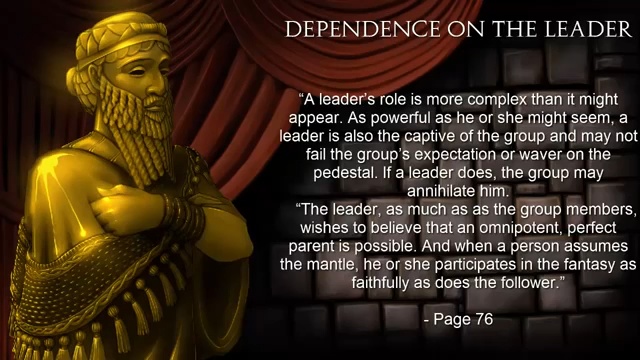 DEPENDENCE ON THE LEADER
“A leader’s role is more complex than it might
appear. As powerful as he or she might seem, a
leader is also the captive of the group and may not
fail the group’s expectation or waver on the
pedestal. If a leader does, the group may
annihilate him.
“The leader, as much as as the group members,
wishes to believe that an omnipotent, perfect
parent is possible. And when a person assumes
the mantle, he or she participates in the fantasy as
faithfully as does the follower.”
- Page 76